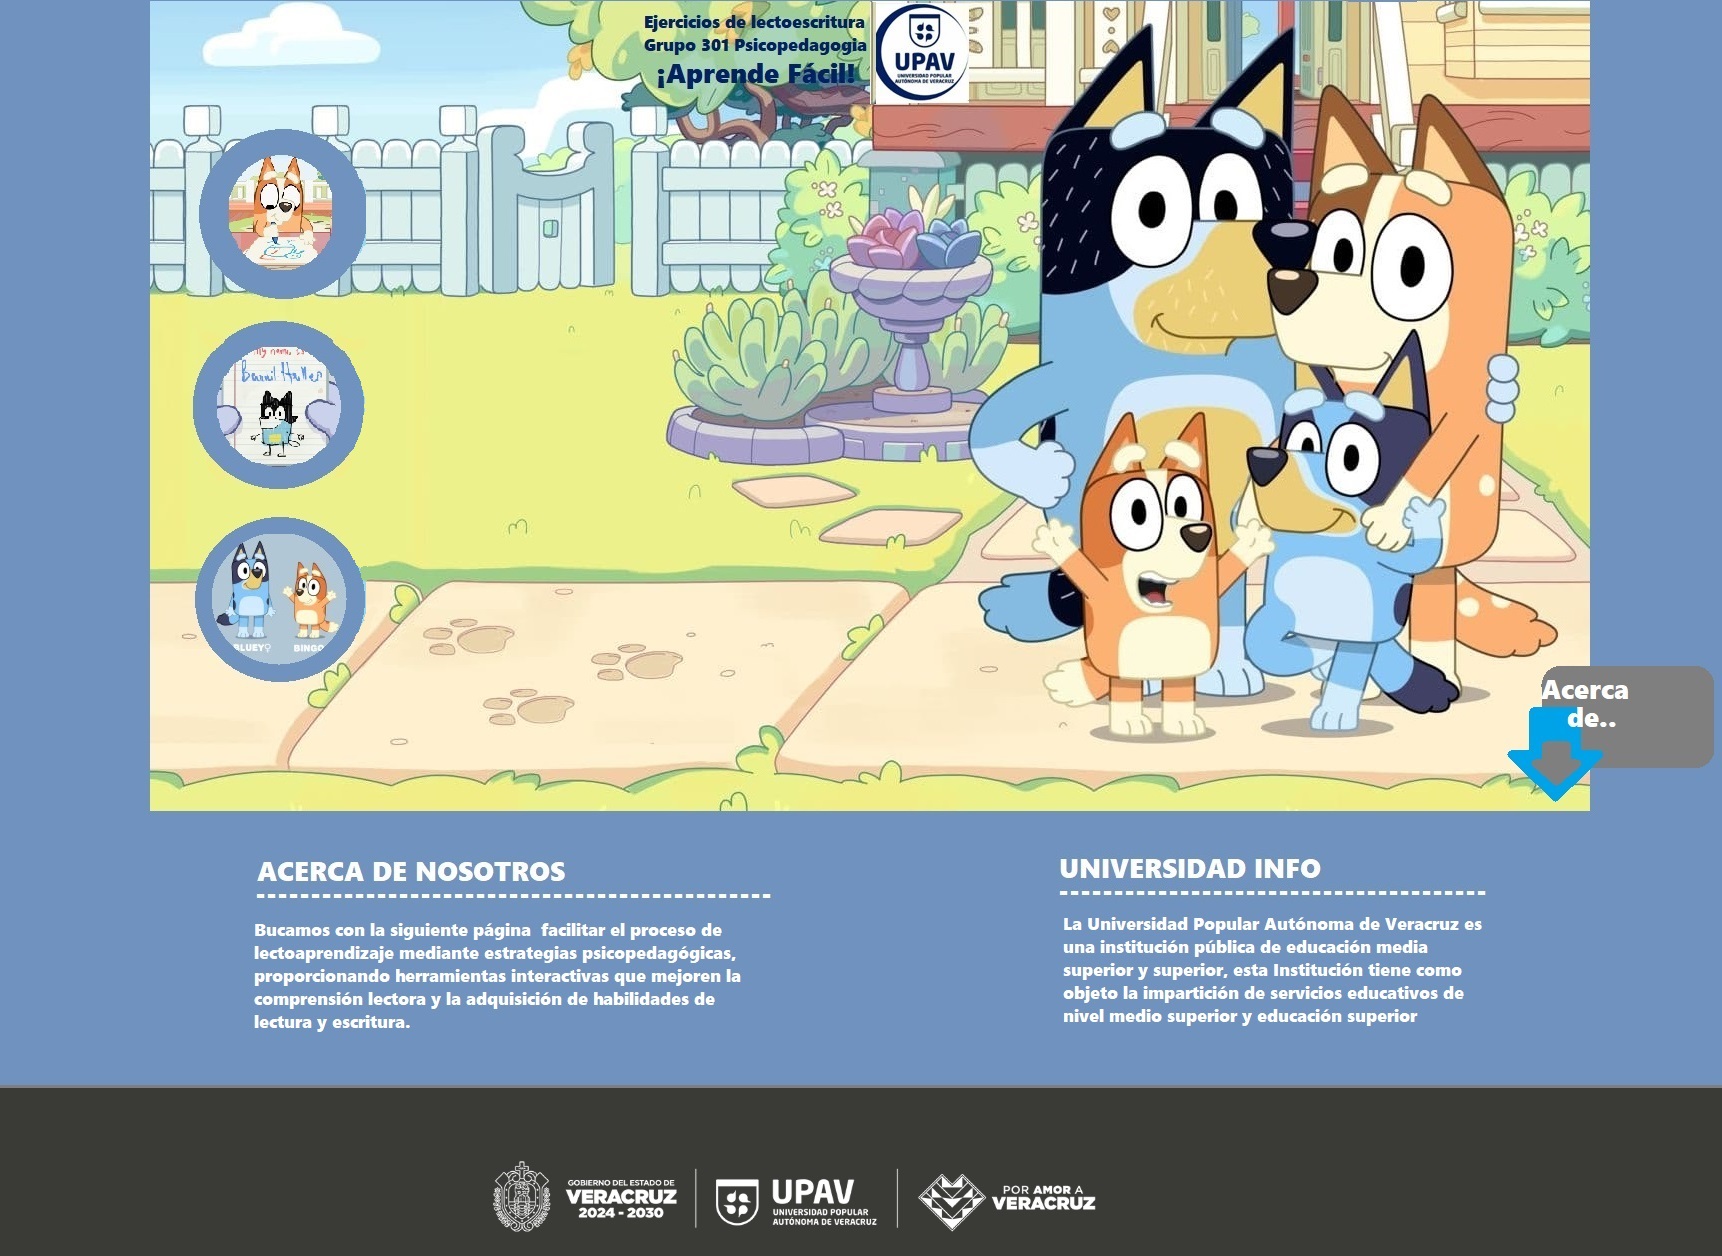 Ejercicios de lectoescritura
Grupo 301 Psicopedagogia
¡Aprende Fácil!
UPAV
UNIVERSIDAD POPULAR
AUTÓNOMA DE VERACRUZ
My name is
BLUEY♀
BINGO
Acerca
de..
ACERCA DE NOSOTROS
Bucamos con la siguiente página facilitar el proceso de
lectoaprendizaje mediante estrategias psicopedagógicas,
proporcionando herramientas interactivas que mejoren la
comprensión lectora y la adquisición de habilidades de
lectura y escritura.
UNIVERSIDAD INFO
La Universidad Popular Autónoma de Veracruz es
una institución pública de educación media
superior y superior, esta Institución tiene como
objeto la impartición de servicios educativos de
nivel medio superior y educación superior
GOBIERNO DEL ESTADO DE
VERACRUZ
2024 - 2030
UPAV
UNIVERSIDAD POPULAR
AUTÓNOMA DE VERACRUZ
POR AMOR A
VERACRUZ